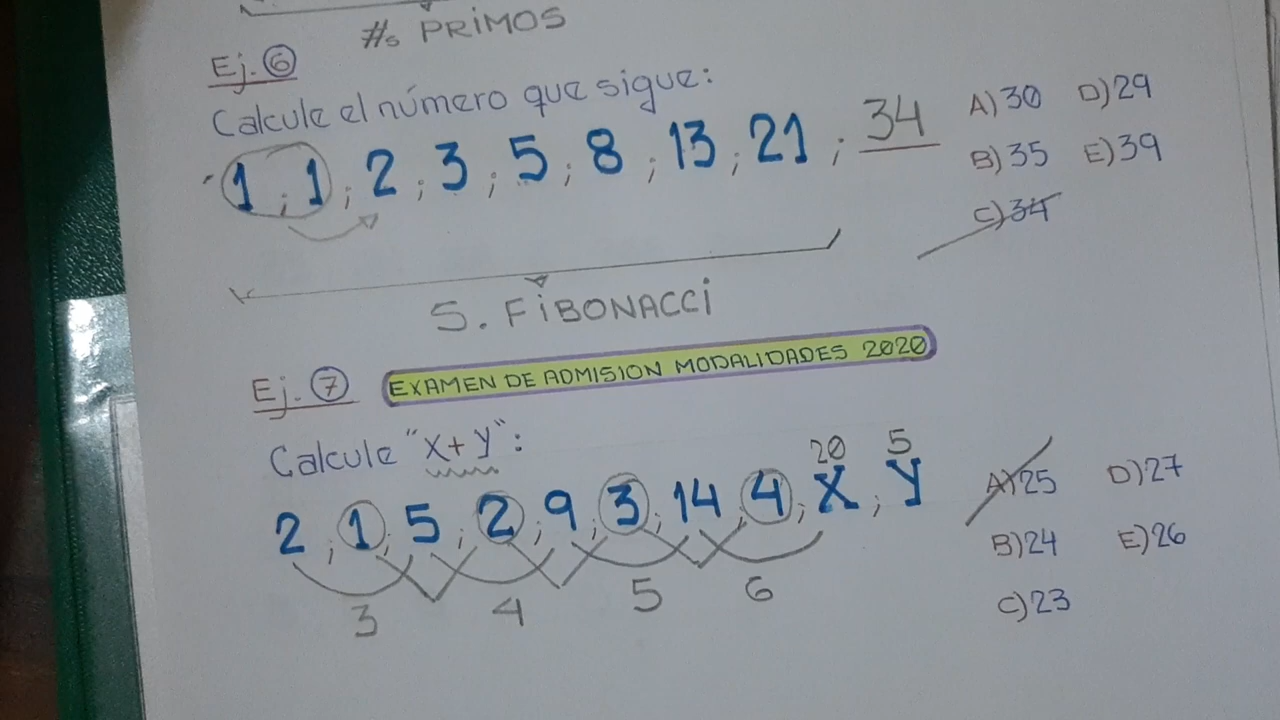 #s PRIMOS
Ej. 6
Calcule el número que sigue:
1 ; 1 ; 2 ; 3 ; 5 ; 8 ; 13 ; 21 ; 34
A) 30 D) 29
B) 35 E) 39
C) 34
S. FIBONACCI
Ej. 7 EXAMEN DE ADMISION MODALIDADES 2020
Calcule "X+Y":
20 5
2 ; 1 ; 5 ; 2 ; 9 ; 3 ; 14 ; 4 ; X ; Y
3 4 5 6
A) 25 D) 27
B) 24 E) 26
C) 23